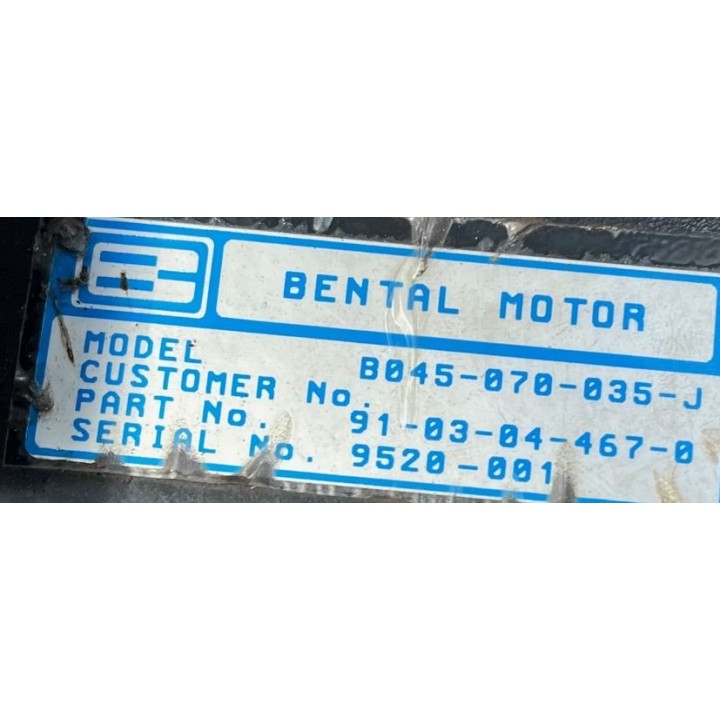 BENTAL MOTOR
MODEL B045-070-035-J
CUSTOMER No.
PART No. 91-03-04-467-0
SERIAL No. 9520-001